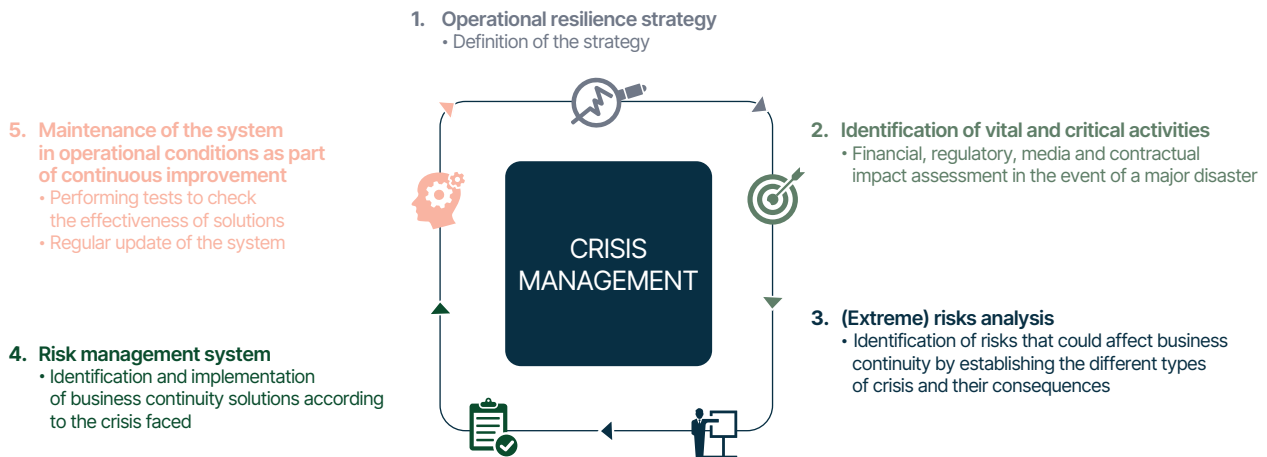 1. Operational resilience strategy
• Definition of the strategy
2. Identification of vital and critical activities
• Financial, regulatory, media and contractual
impact assessment in the event of a major disaster
3. (Extreme) risks analysis
• Identification of risks that could affect business
continuity by establishing the different types
of crisis and their consequences
4. Risk management system
• Identification and implementation
of business continuity solutions according
to the crisis faced
5. Maintenance of the system
in operational conditions as part
of continuous improvement
• Performing tests to check
the effectiveness of solutions
• Regular update of the system
CRISIS
MANAGEMENT